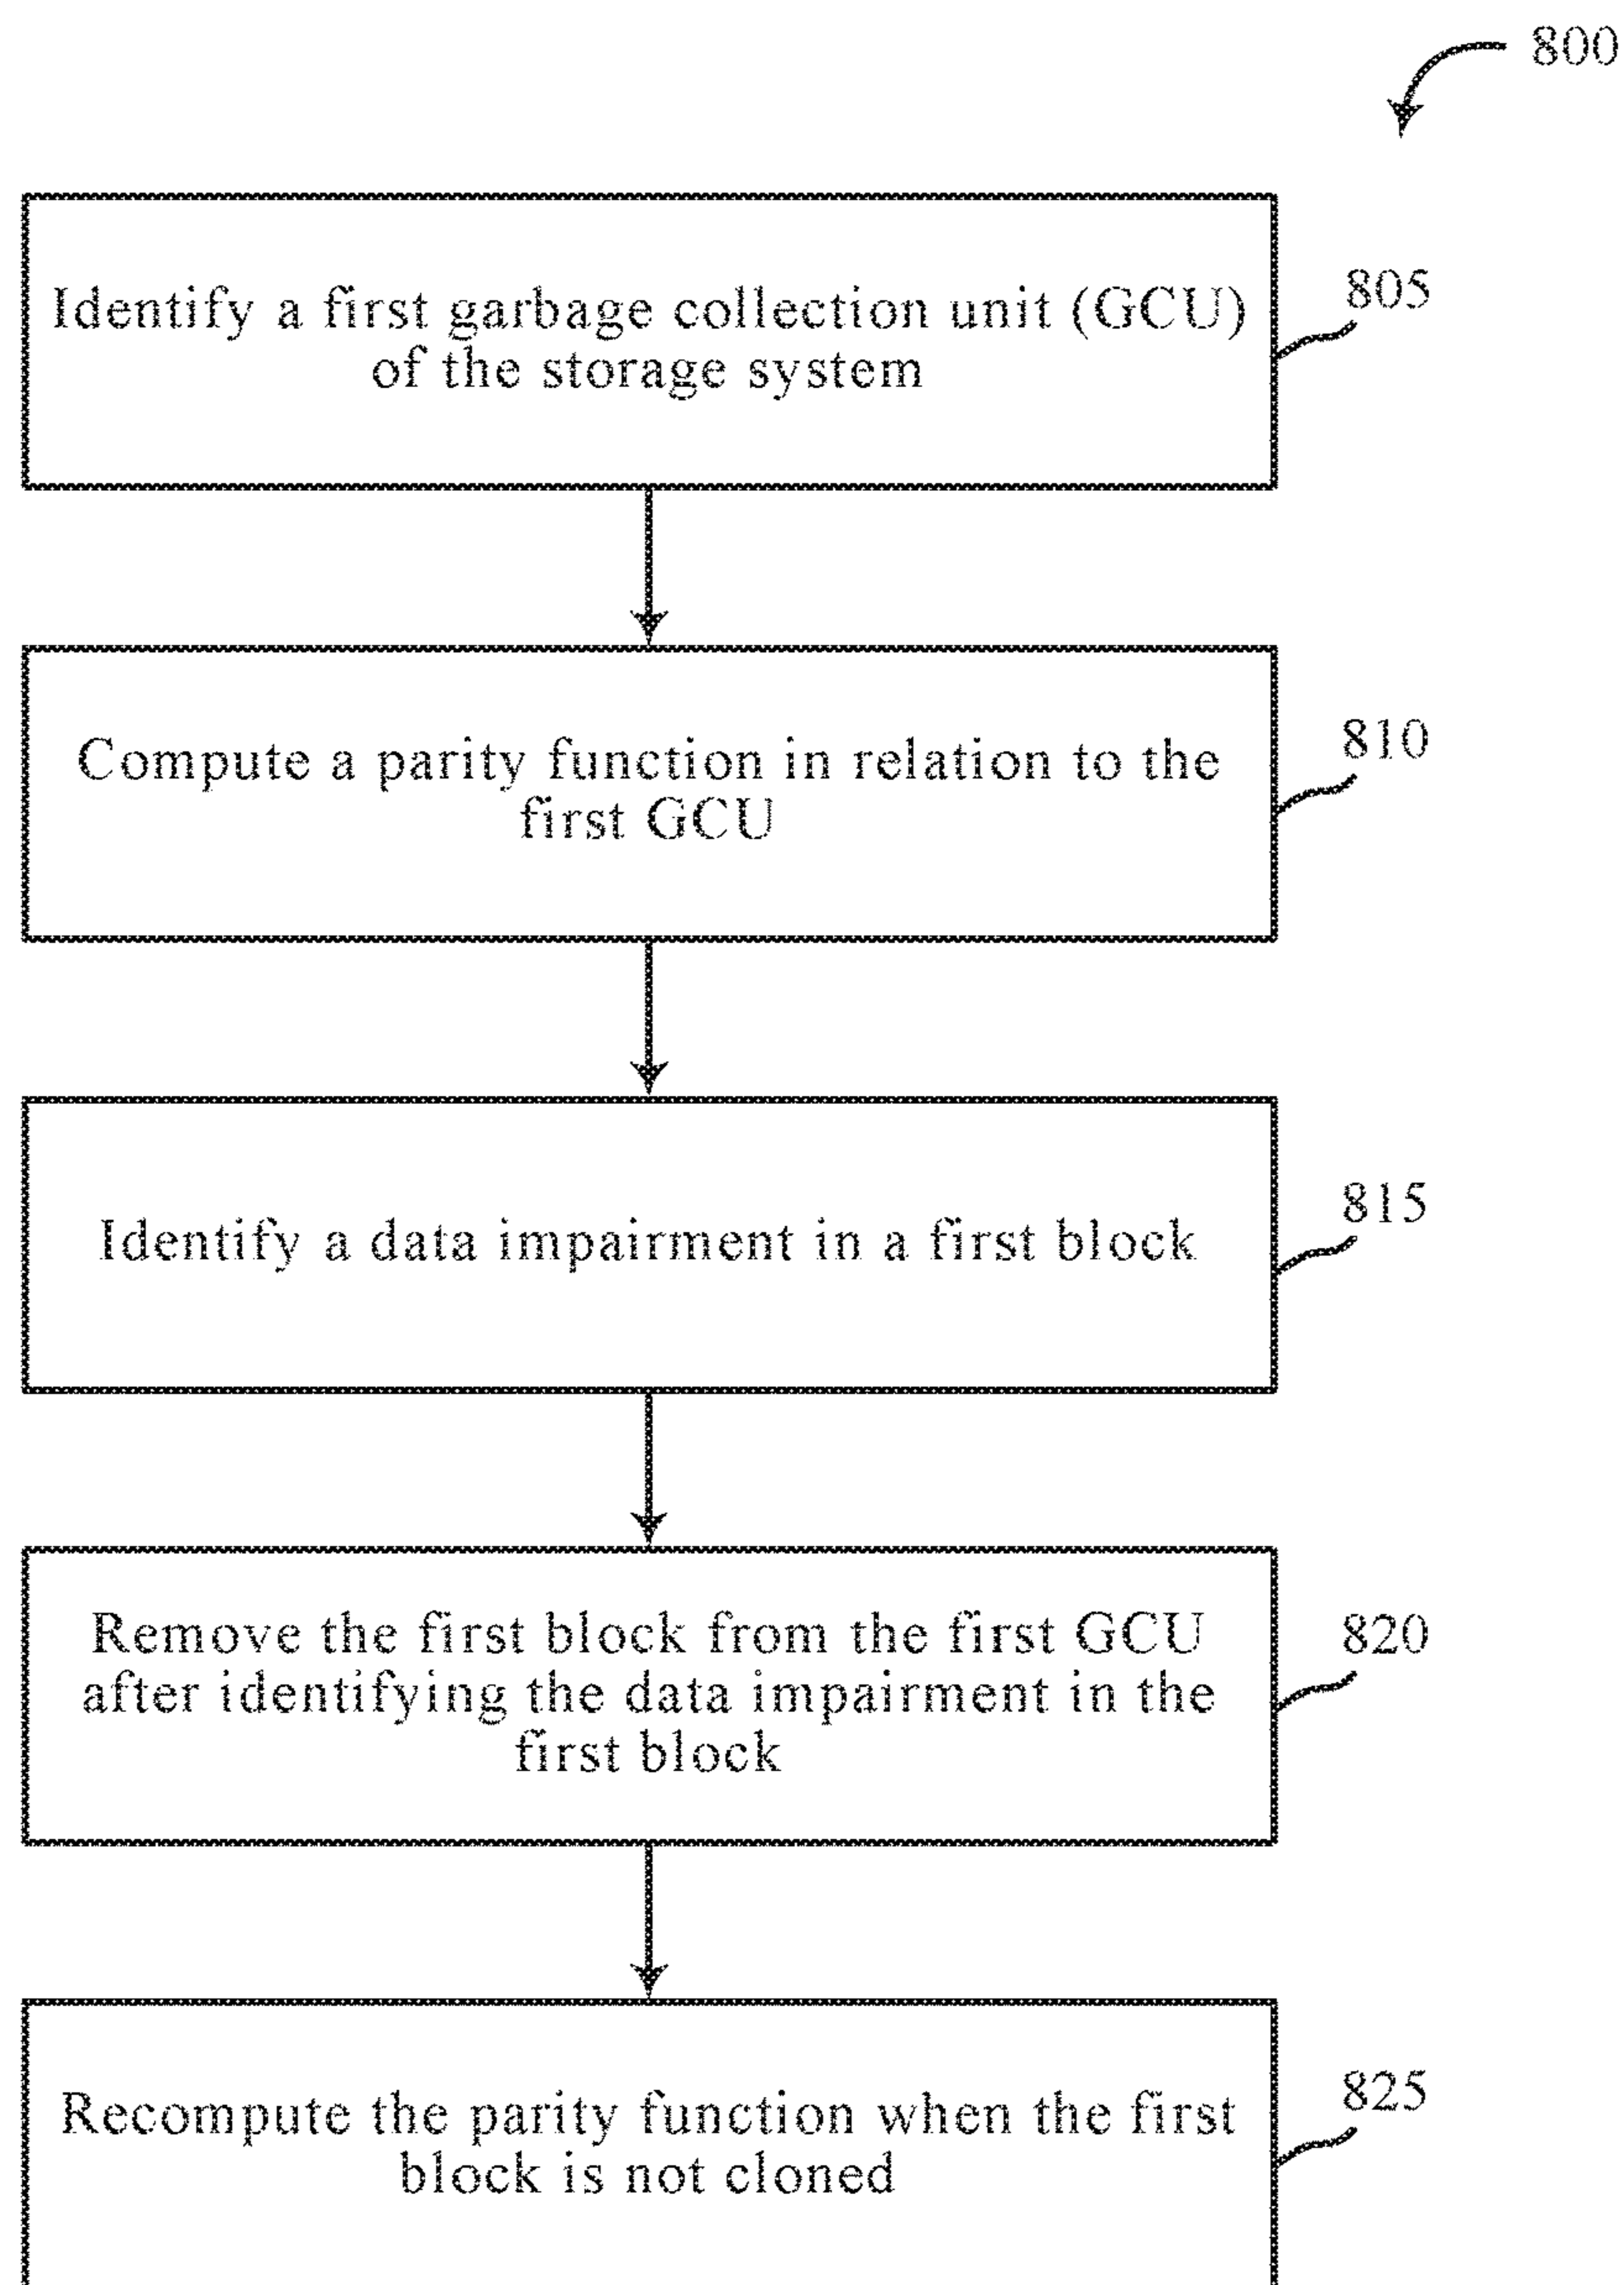 800
Identify a first garbage collection unit (GCU)
of the storage system
805
Compute a parity function in relation to the
first GCU
810
Identify a data impairment in a first block
815
Remove the first block from the first GCU
after identifying the data impairment in the
first block
820
Recompute the parity function when the first
block is not cloned
825